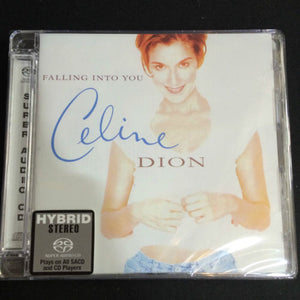 FALLING INTO YOU
Celine
DION
SUPER AUDIO CD
HYBRID
STEREO
Plays on All SACD
and CD Players